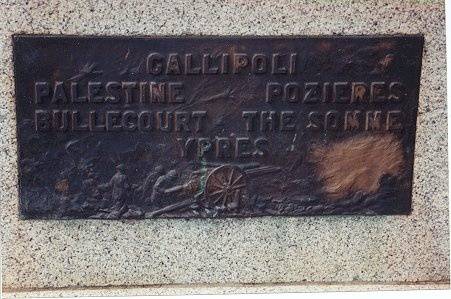 GALLIPOLI
PALESTINE POZIERES
BULLECOURT THE SOMME
YPRES